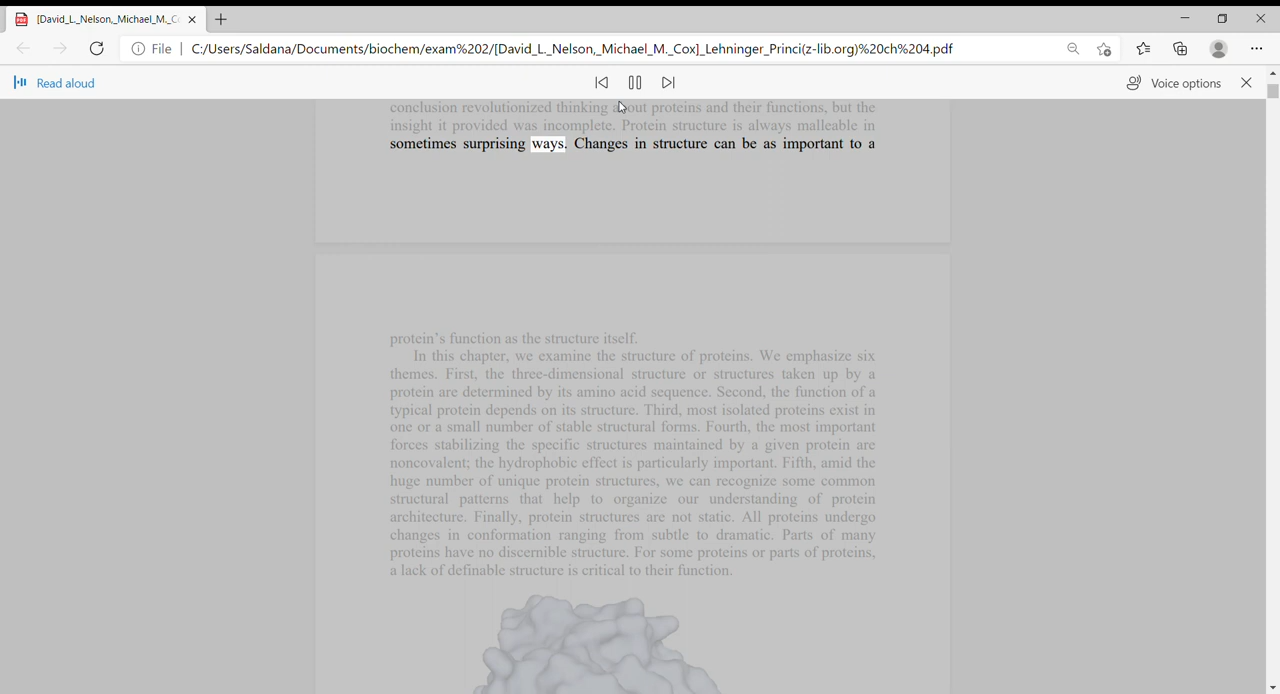 [David_L._Nelson,_Michael_M._C
File
C:/Users/Saldana/Documents/biochem/exam%202/[David_L._Nelson,_Michael_M._Cox]_Lehninger_Princi(z-lib.org)%20ch%204.pdf
Read aloud
Voice options
conclusion revolutionized thinking about proteins and their functions, but the
insight it provided was incomplete. Protein structure is always malleable in
sometimes surprising ways. Changes in structure can be as important to a
protein's function as the structure itself.
In this chapter, we examine the structure of proteins. We emphasize six
themes. First, the three-dimensional structure or structures taken up by a
protein are determined by its amino acid sequence. Second, the function of a
typical protein depends on its structure. Third, most isolated proteins exist in
one or a small number of stable structural forms. Fourth, the most important
forces stabilizing the specific structures maintained by a given protein are
noncovalent; the hydrophobic effect is particularly important. Fifth, amid the
huge number of unique protein structures, we can recognize some common
structural patterns that help to organize our understanding of protein
architecture. Finally, protein structures are not static. All proteins undergo
changes in conformation ranging from subtle to dramatic. Parts of many
proteins have no discernible structure. For some proteins or parts of proteins,
a lack of definable structure is critical to their function.